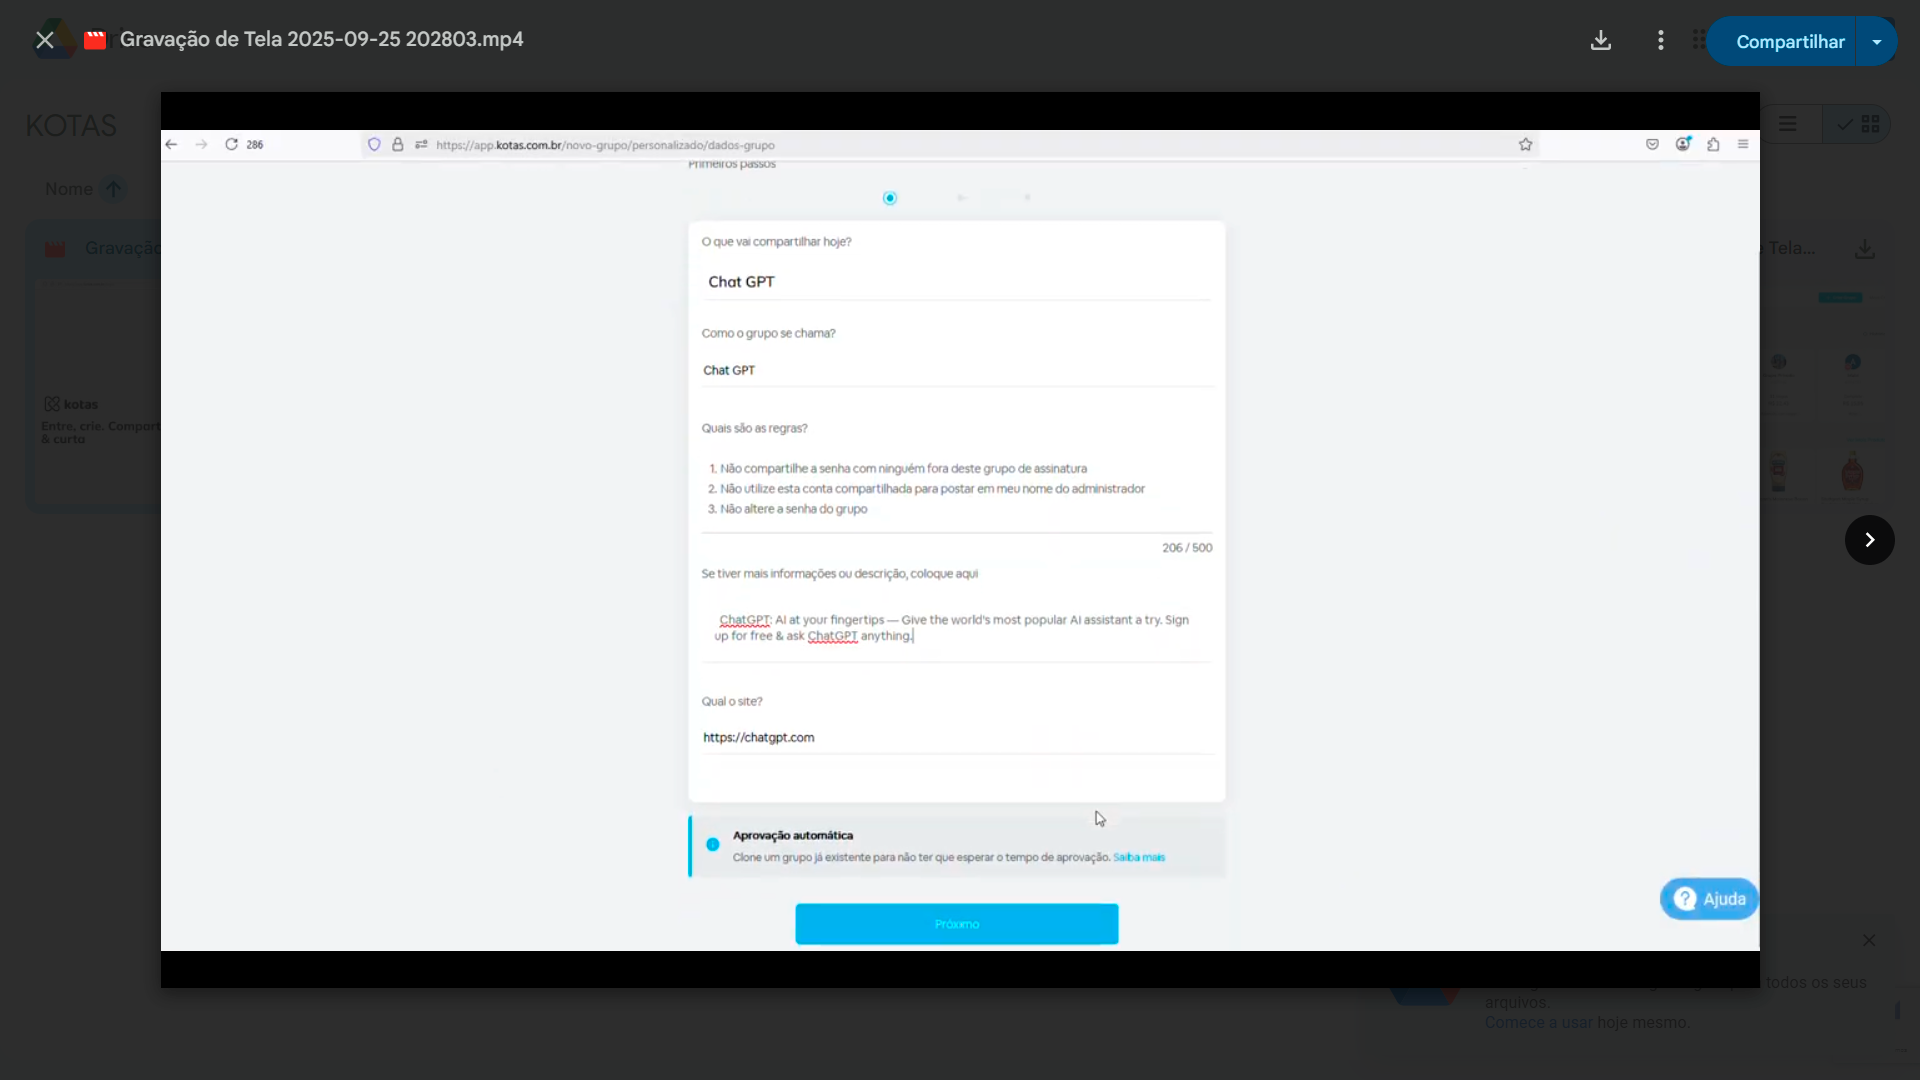 Gravação de Tela 2025-09-25 202803.mp4
Compartilhar
KOTAS
286
https://app.kotas.com.br/novo-grupo/personalizado/dados-grupo
Primeiros passos
Nome
O que vai compartilhar hoje?
Gravação
Tela...
Chat GPT
Como o grupo se chama?
Chat GPT
kotas
Entre, crie. Compart
& curta
Quais são as regras?
1. Não compartilhe a senha com ninguém fora deste grupo de assinatura
2. Não utilize esta conta compartilhada para postar em meu nome do administrador
3. Não altere a senha do grupo
206 / 500
Se tiver mais informações ou descrição, coloque aqui
ChatGPT: AI at your fingertips — Give the world's most popular AI assistant a try. Sign
up for free & ask ChatGPT anything.
Qual o site?
https://chatgpt.com
Aprovação automática
Clone um grupo já existente para não ter que esperar o tempo de aprovação. Saiba mais
Ajuda
Próximo
todos os seus
arquivos.
Comece a usar hoje mesmo.